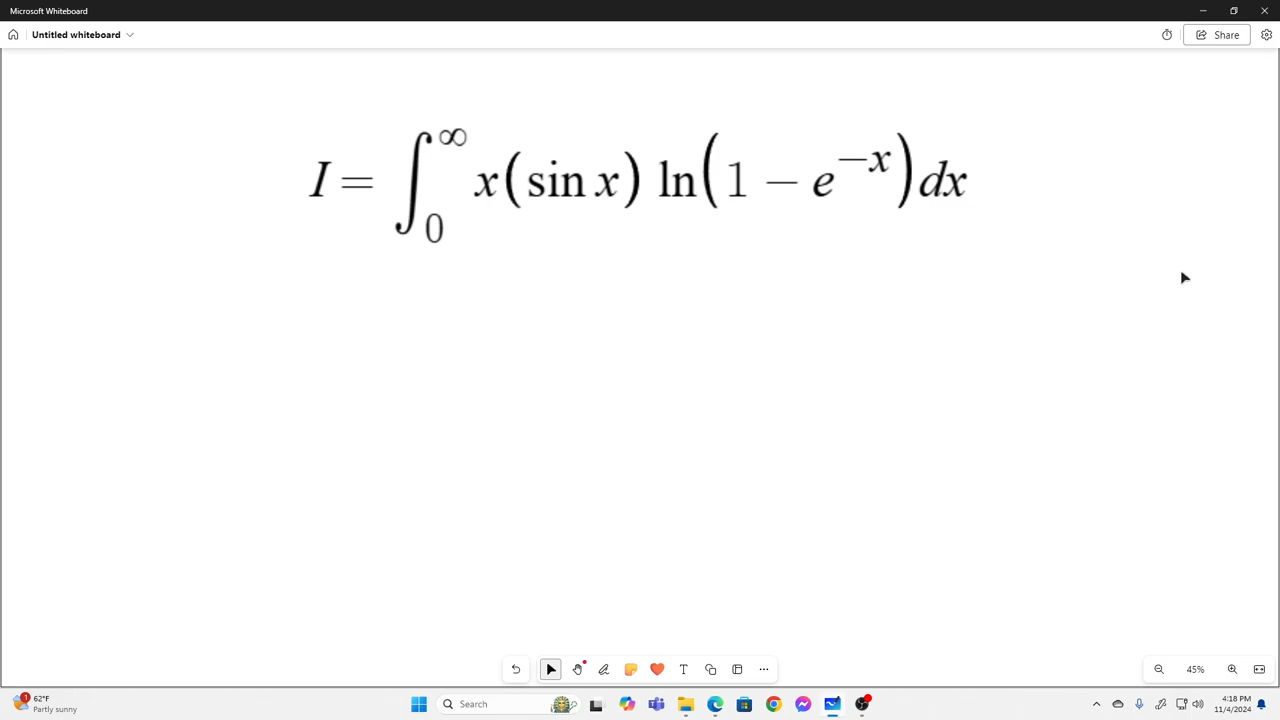 Microsoft Whiteboard
Untitled whiteboard
Share
I = ∫₀^∞ x(sin x) ln(1 − e^{−x})dx
45%
1
62°F
Partly sunny
Search
4:18 PM
11/4/2024